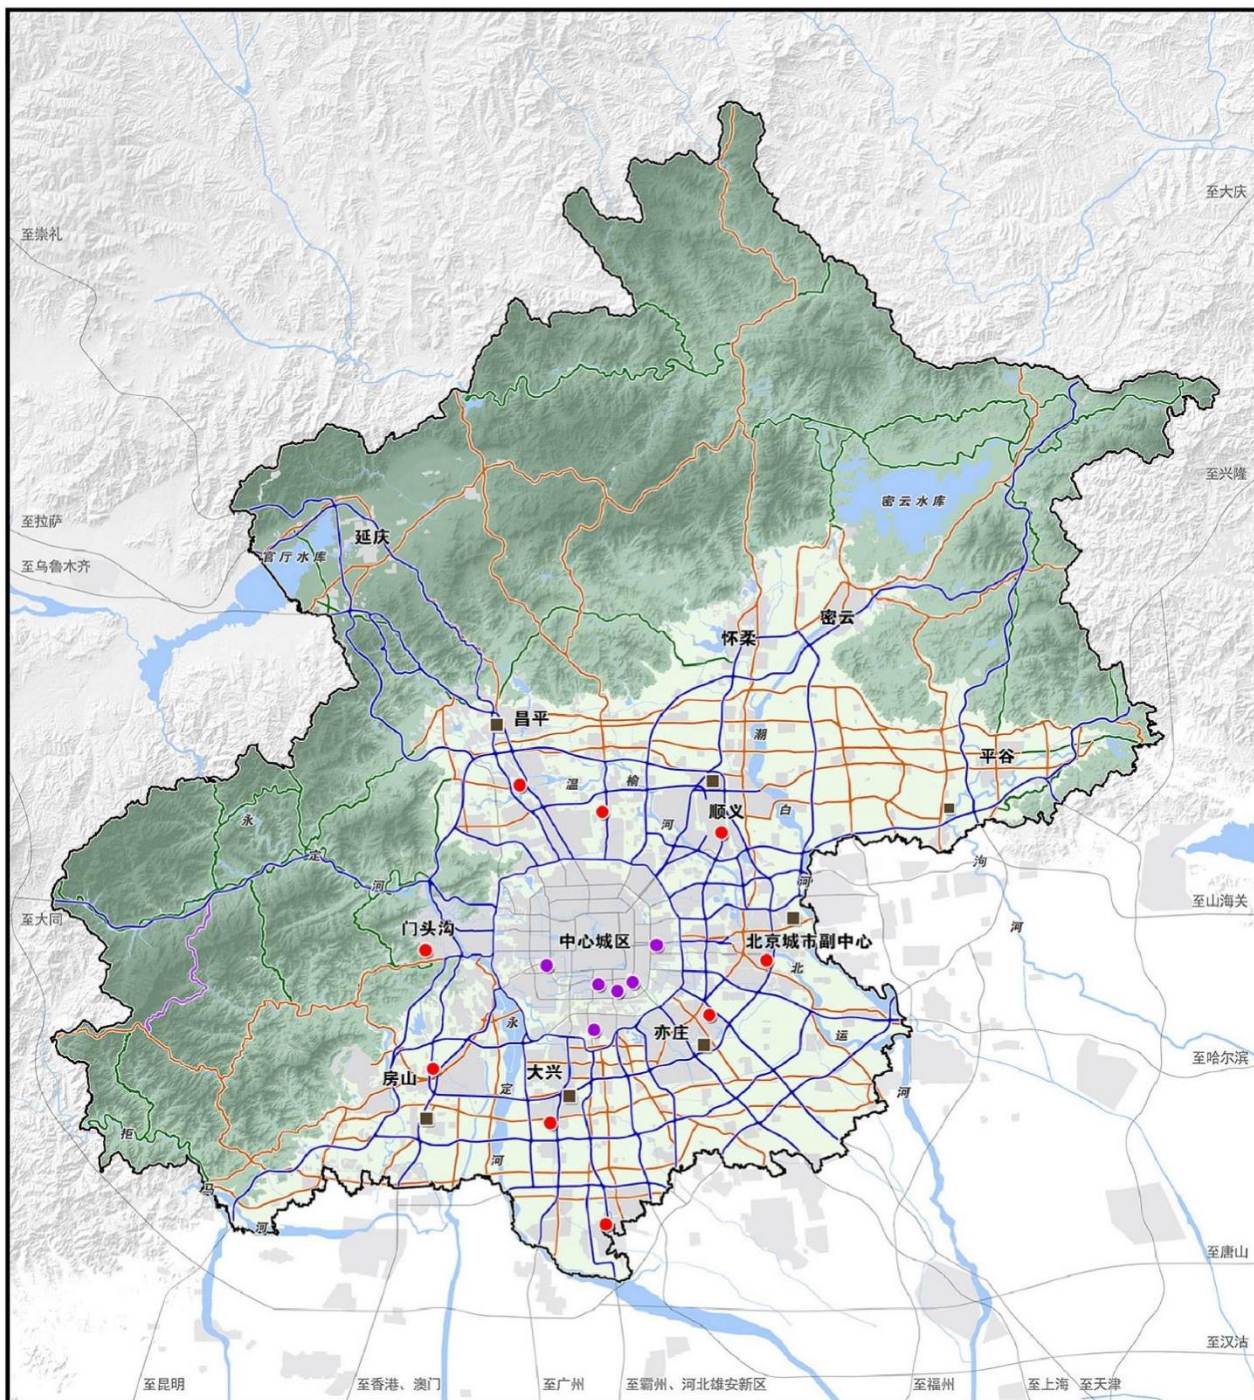 至大庆
至崇礼
至兴隆
密云水库
至拉萨
延庆
官厅水库
至乌鲁木齐
密云
怀柔
昌平
潮
平谷
温
榆
白
顺义
永
河
定
洵
河
河
至山海关
至大同
门头沟
河
中心城区
北京城市副中心
北
永
亦庄
运
至哈尔滨
房山
大兴
定
河
拒
河
马
河
至唐山
至汉沽
至昆明
至香港、澳门
至广州
至霸州、河北雄安新区
至福州
至上海
至天津